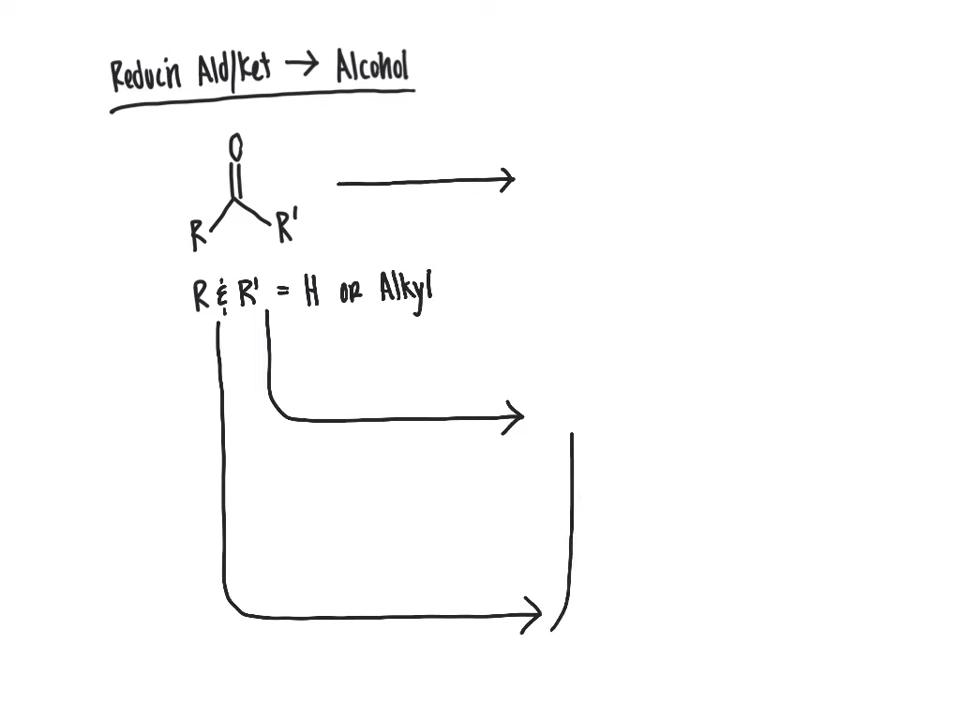 Reducin Ald/Ket → Alcohol
O
R R'
R & R' = H OR Alkyl